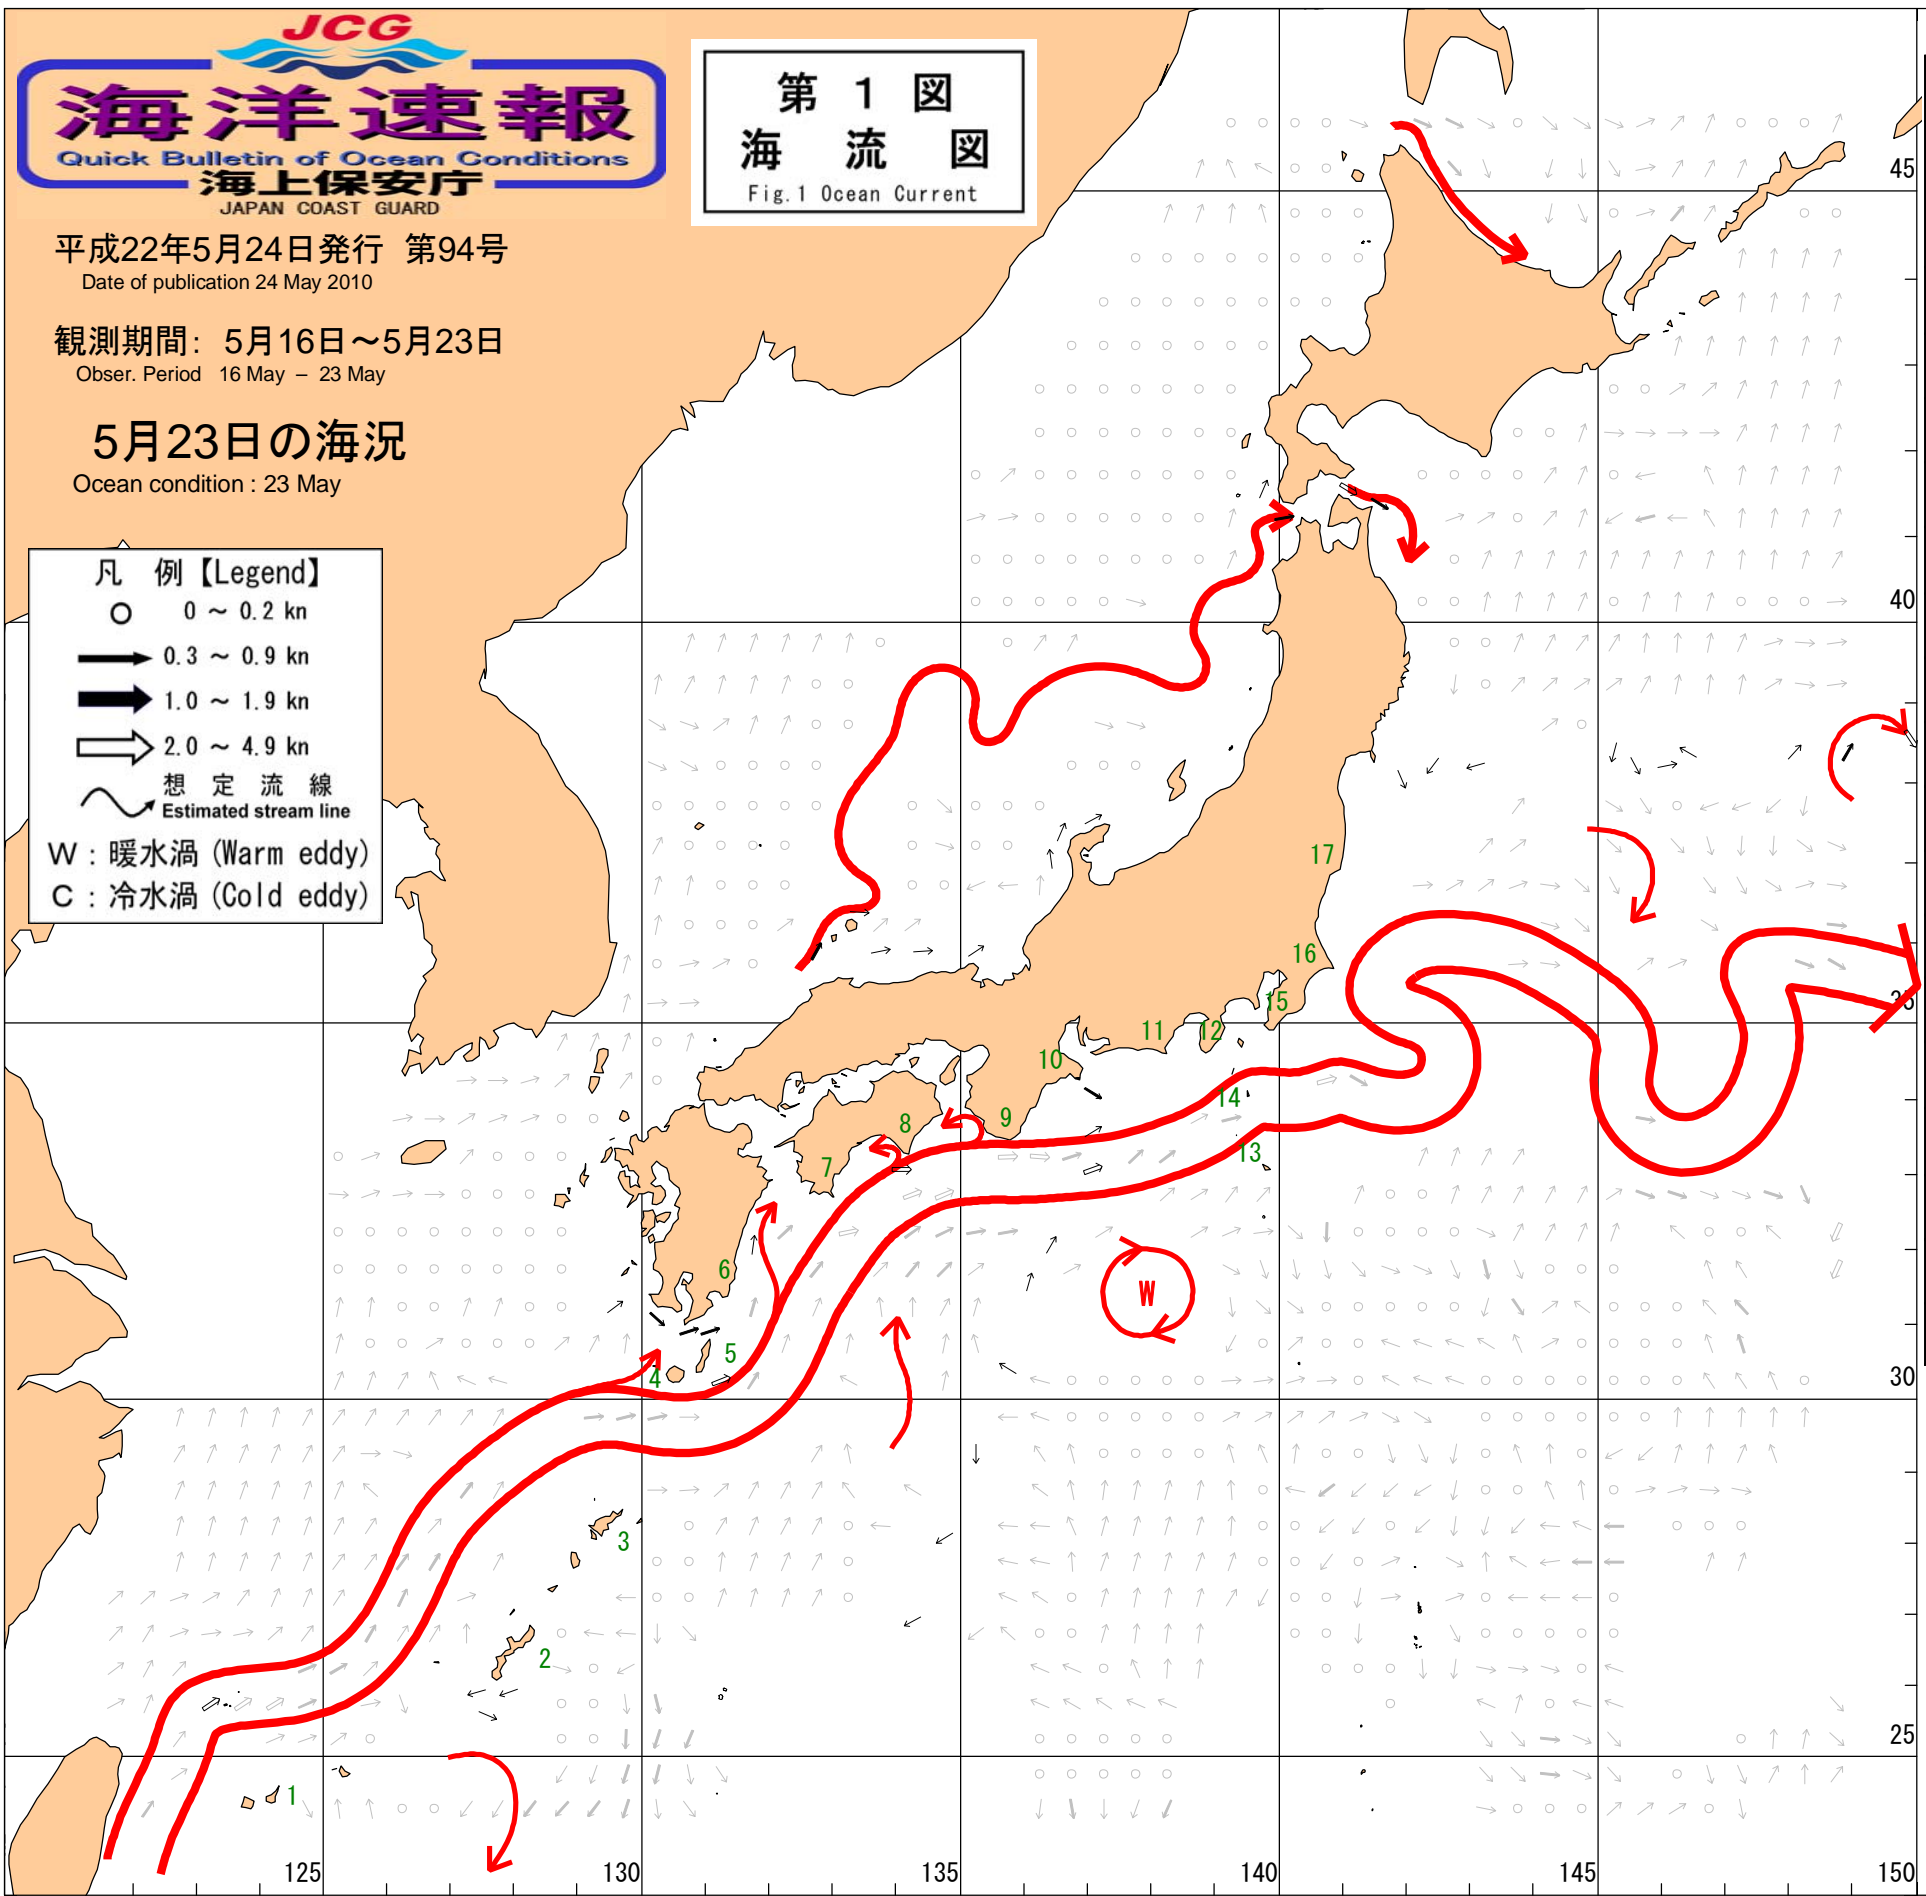 JCG
海洋速報
Quick Bulletin of Ocean Conditions
海上保安庁
JAPAN COAST GUARD
第 1 図
海 流 図
Fig.1 Ocean Current
平成22年5月24日発行 第94号
Date of publication 24 May 2010
観測期間: 5月16日～5月23日
Obser. Period 16 May – 23 May
5月23日の海況
Ocean condition : 23 May
凡 例【Legend】
0 ～ 0.2 kn
0.3 ～ 0.9 kn
1.0 ～ 1.9 kn
2.0 ～ 4.9 kn
想 定 流 線
Estimated stream line
W : 暖水渦 (Warm eddy)
C : 冷水渦 (Cold eddy)
45
40
17
16
35
15
12
11
10
14
9
8
13
7
6
W
5
4
30
3
2
25
1
125
130
135
140
145
150